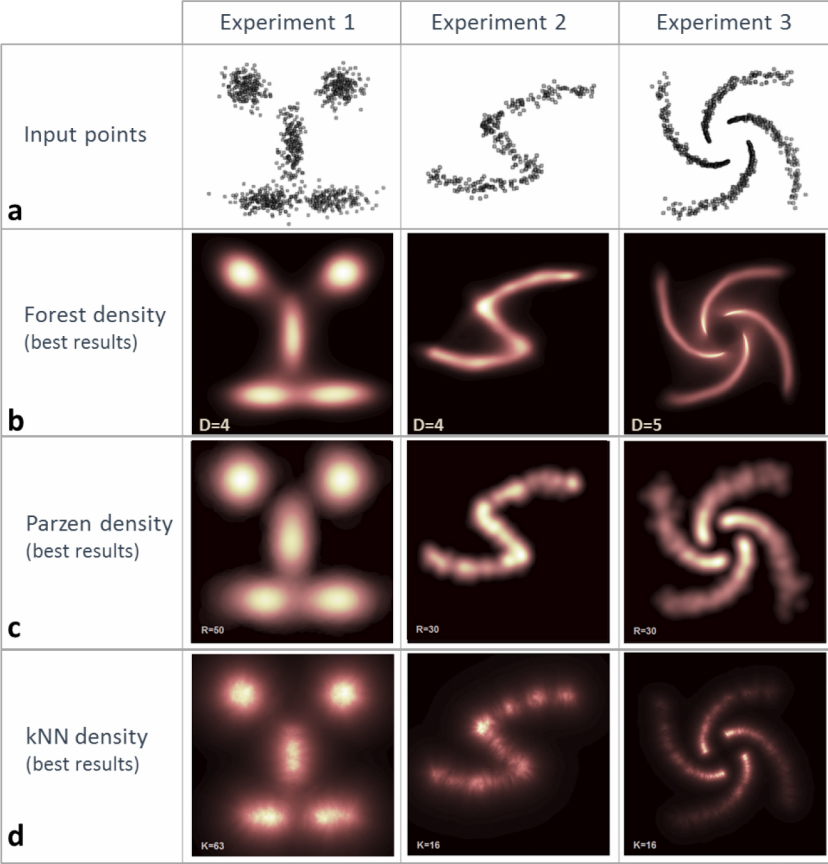 Experiment 1 Experiment 2 Experiment 3
Input points
a
Forest density
(best results)
b
D=4 D=4 D=5
Parzen density
(best results)
c
R=50 R=30 R=30
kNN density
(best results)
d
K=63 K=16 K=16